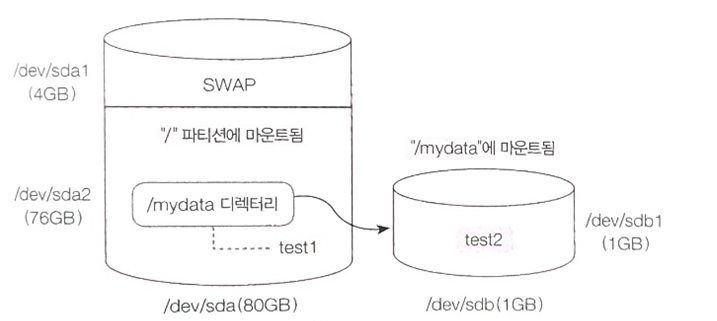 /dev/sda1
(4GB)
SWAP
"/" 파티션에 마운트됨
/dev/sda2
(76GB)
/mydata 디렉터리
test1
/dev/sda(80GB)
"/mydata"에 마운트됨
test2
/dev/sdb1
(1GB)
/dev/sdb(1GB)